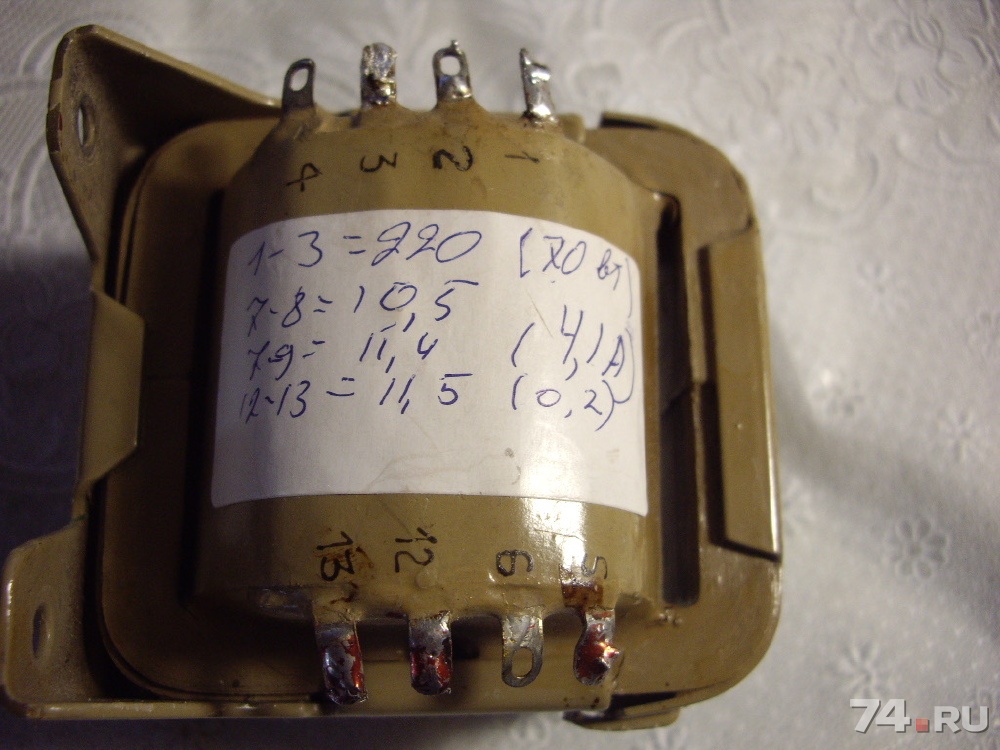 4 3 2 1
1-3 = 220 (70 вт)
7-8 = 10,5
7-9 = 11,4 (4,1А)
12-13 = 11,5 (0,2)
13 12 6 5
74.RU